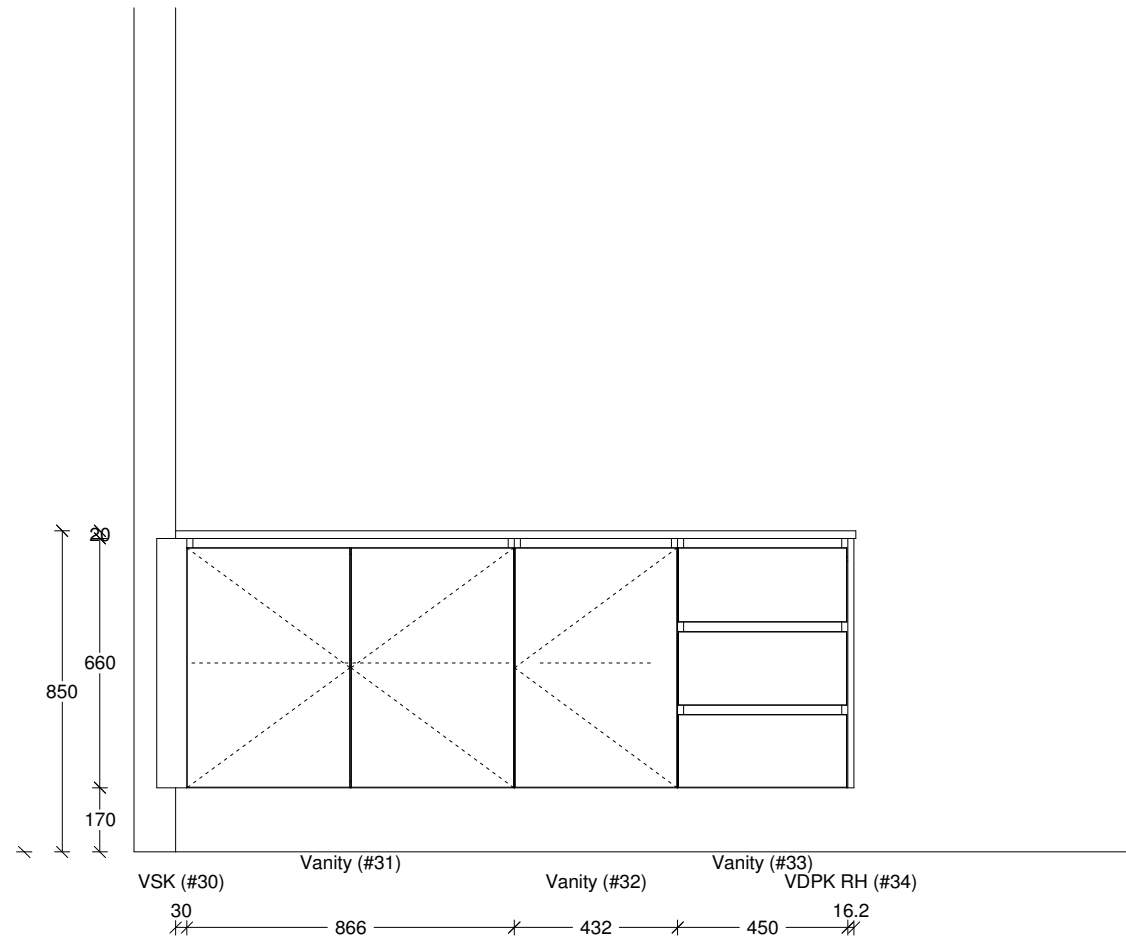 20
660
850
170
Vanity (#31)
Vanity (#33)
VSK (#30)
Vanity (#32)
VDPK RH (#34)
30
16.2
866
432
450